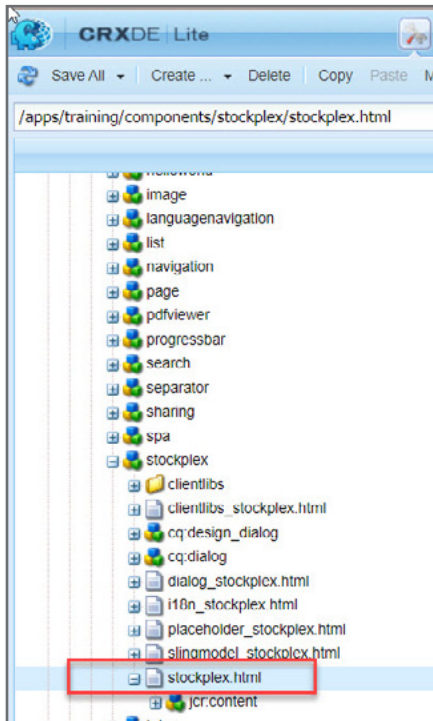 CRXDE | Lite
Save All Create ... Delete Copy Paste M
/apps/training/components/stockplex/stockplex.html
helloworld
image
languagenavigation
list
navigation
page
pdfviewer
progressbar
search
separator
sharing
spa
stockplex
clientlibs
clientlibs_stockplex.html
cq:design_dialog
cq:dialog
dialog_stockplex.html
i18n_stockplex.html
placeholder_stockplex.html
slingmodel_stockplex.html
stockplex.html
jcr:content